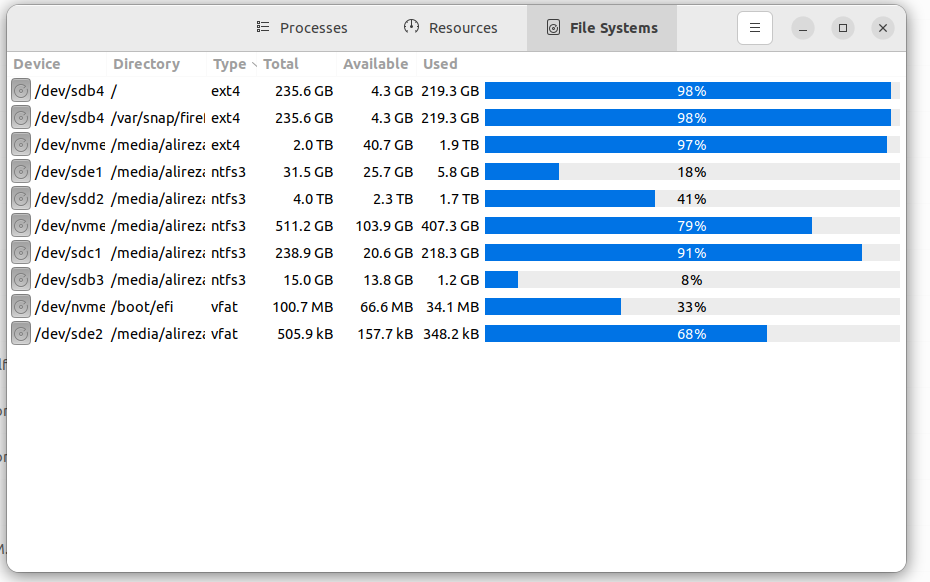 Processes Resources File Systems
Device Directory Type Total Available Used
/dev/sdb4 / ext4 235.6 GB 4.3 GB 219.3 GB 98%
/dev/sdb4 /var/snap/firef ext4 235.6 GB 4.3 GB 219.3 GB 98%
/dev/nvme /media/alireza ext4 2.0 TB 40.7 GB 1.9 TB 97%
/dev/sde1 /media/alireza ntfs3 31.5 GB 25.7 GB 5.8 GB 18%
/dev/sdd2 /media/alireza ntfs3 4.0 TB 2.3 TB 1.7 TB 41%
/dev/nvme /media/alireza ntfs3 511.2 GB 103.9 GB 407.3 GB 79%
/dev/sdc1 /media/alireza ntfs3 238.9 GB 20.6 GB 218.3 GB 91%
/dev/sdb3 /media/alireza ntfs3 15.0 GB 13.8 GB 1.2 GB 8%
/dev/nvme /boot/efi vfat 100.7 MB 66.6 MB 34.1 MB 33%
/dev/sde2 /media/alireza vfat 505.9 kB 157.7 kB 348.2 kB 68%